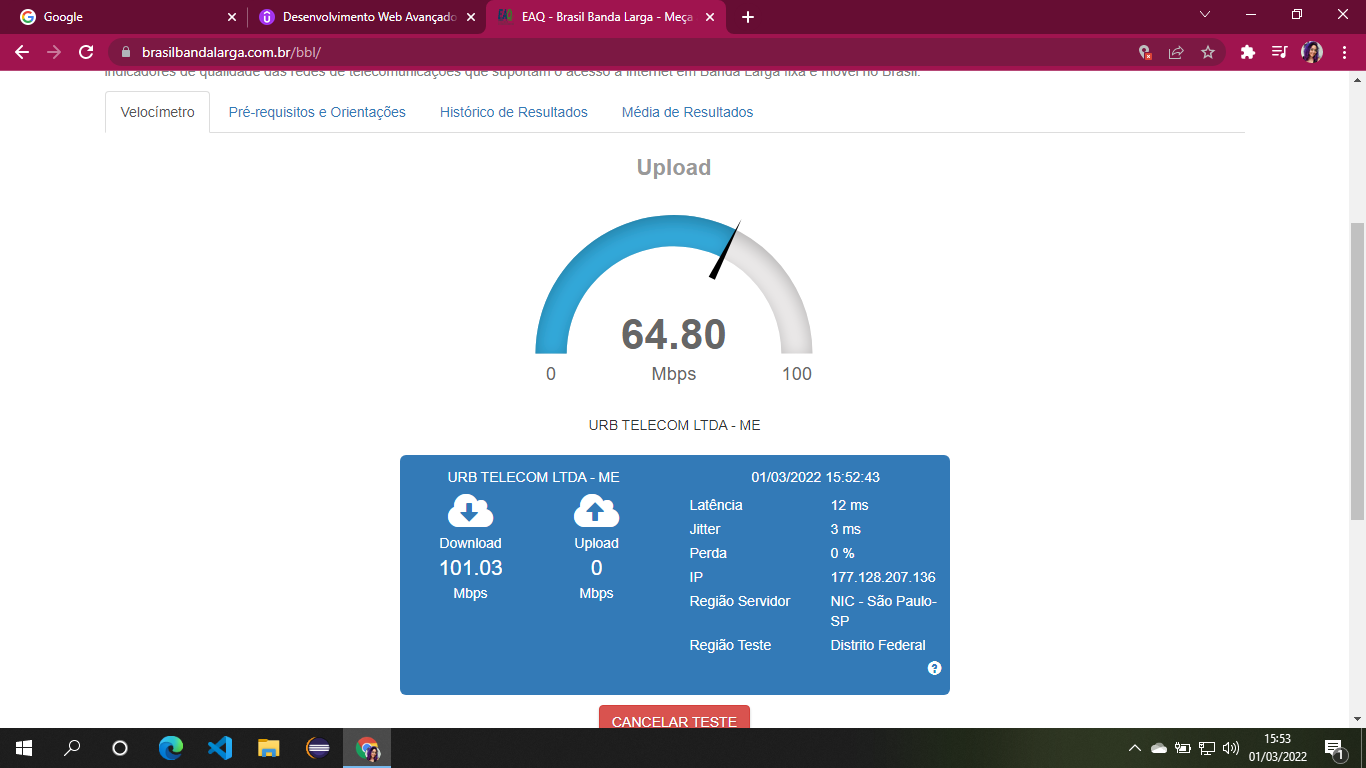 Google
Desenvolvimento Web Avançado
EAQ - Brasil Banda Larga - Meça
brasilbandalarga.com.br/bbl/
indicadores de qualidade das redes de telecomunicações que suportam o acesso à Internet em Banda Larga fixa e móvel no Brasil.
Velocímetro
Pré-requisitos e Orientações
Histórico de Resultados
Média de Resultados
Upload
64.80
0
Mbps
100
URB TELECOM LTDA - ME
URB TELECOM LTDA - ME
01/03/2022 15:52:43
Download
101.03
Mbps
Upload
0
Mbps
Latência 12 ms
Jitter 3 ms
Perda 0 %
IP 177.128.207.136
Região Servidor NIC - São Paulo-
SP
Região Teste Distrito Federal
CANCELAR TESTE
15:53
01/03/2022
1